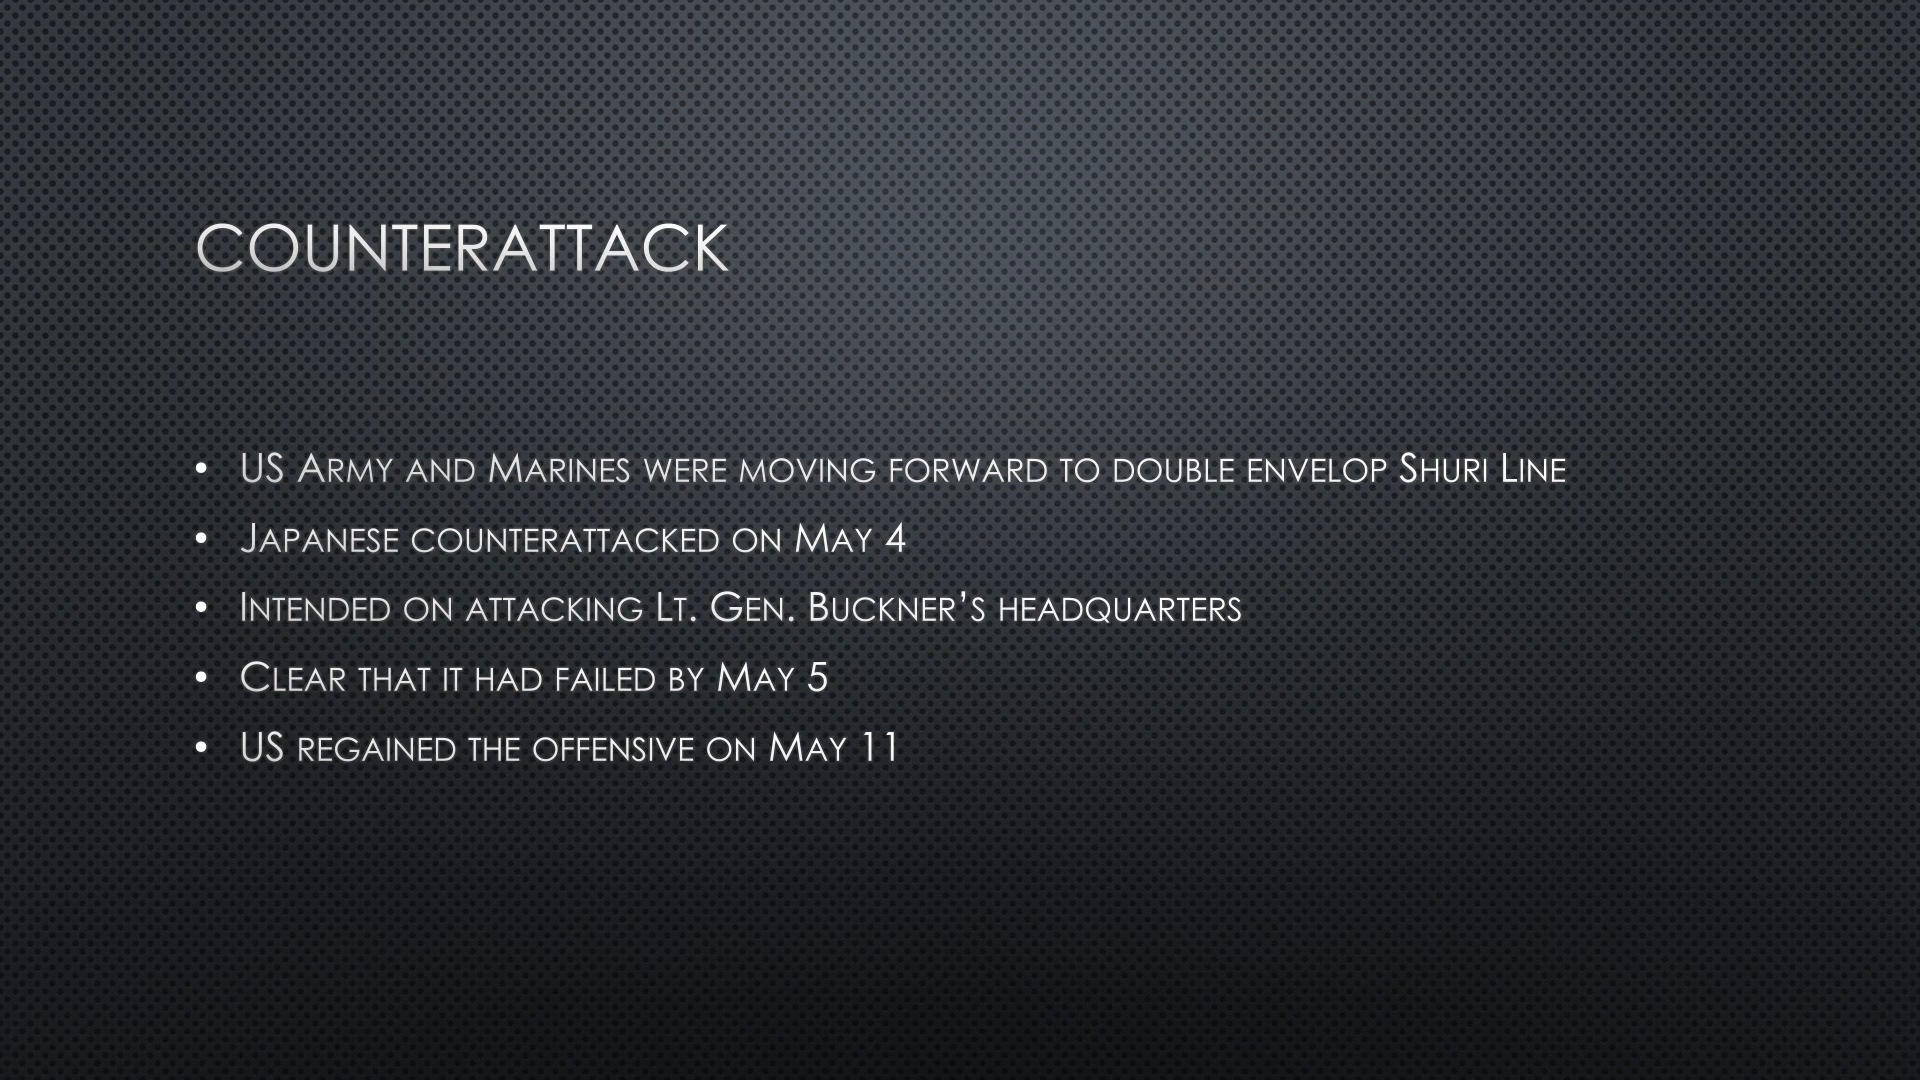 Counterattack
• US Army and Marines were moving forward to double envelop Shuri Line
• Japanese counterattacked on May 4
• Intended on attacking Lt. Gen. Buckner’s headquarters
• Clear that it had failed by May 5
• US regained the offensive on May 11